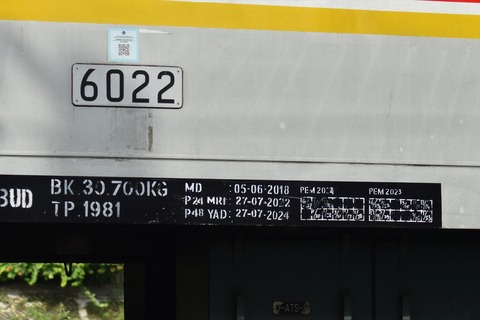 6022
BUD
BK.30.700KG
TP.1981
MD : 05-06-2018
P24 MRI : 27-07-2022
P48 YAD : 27-07-2024
PEM 2024
PEM 2023
-ATS-